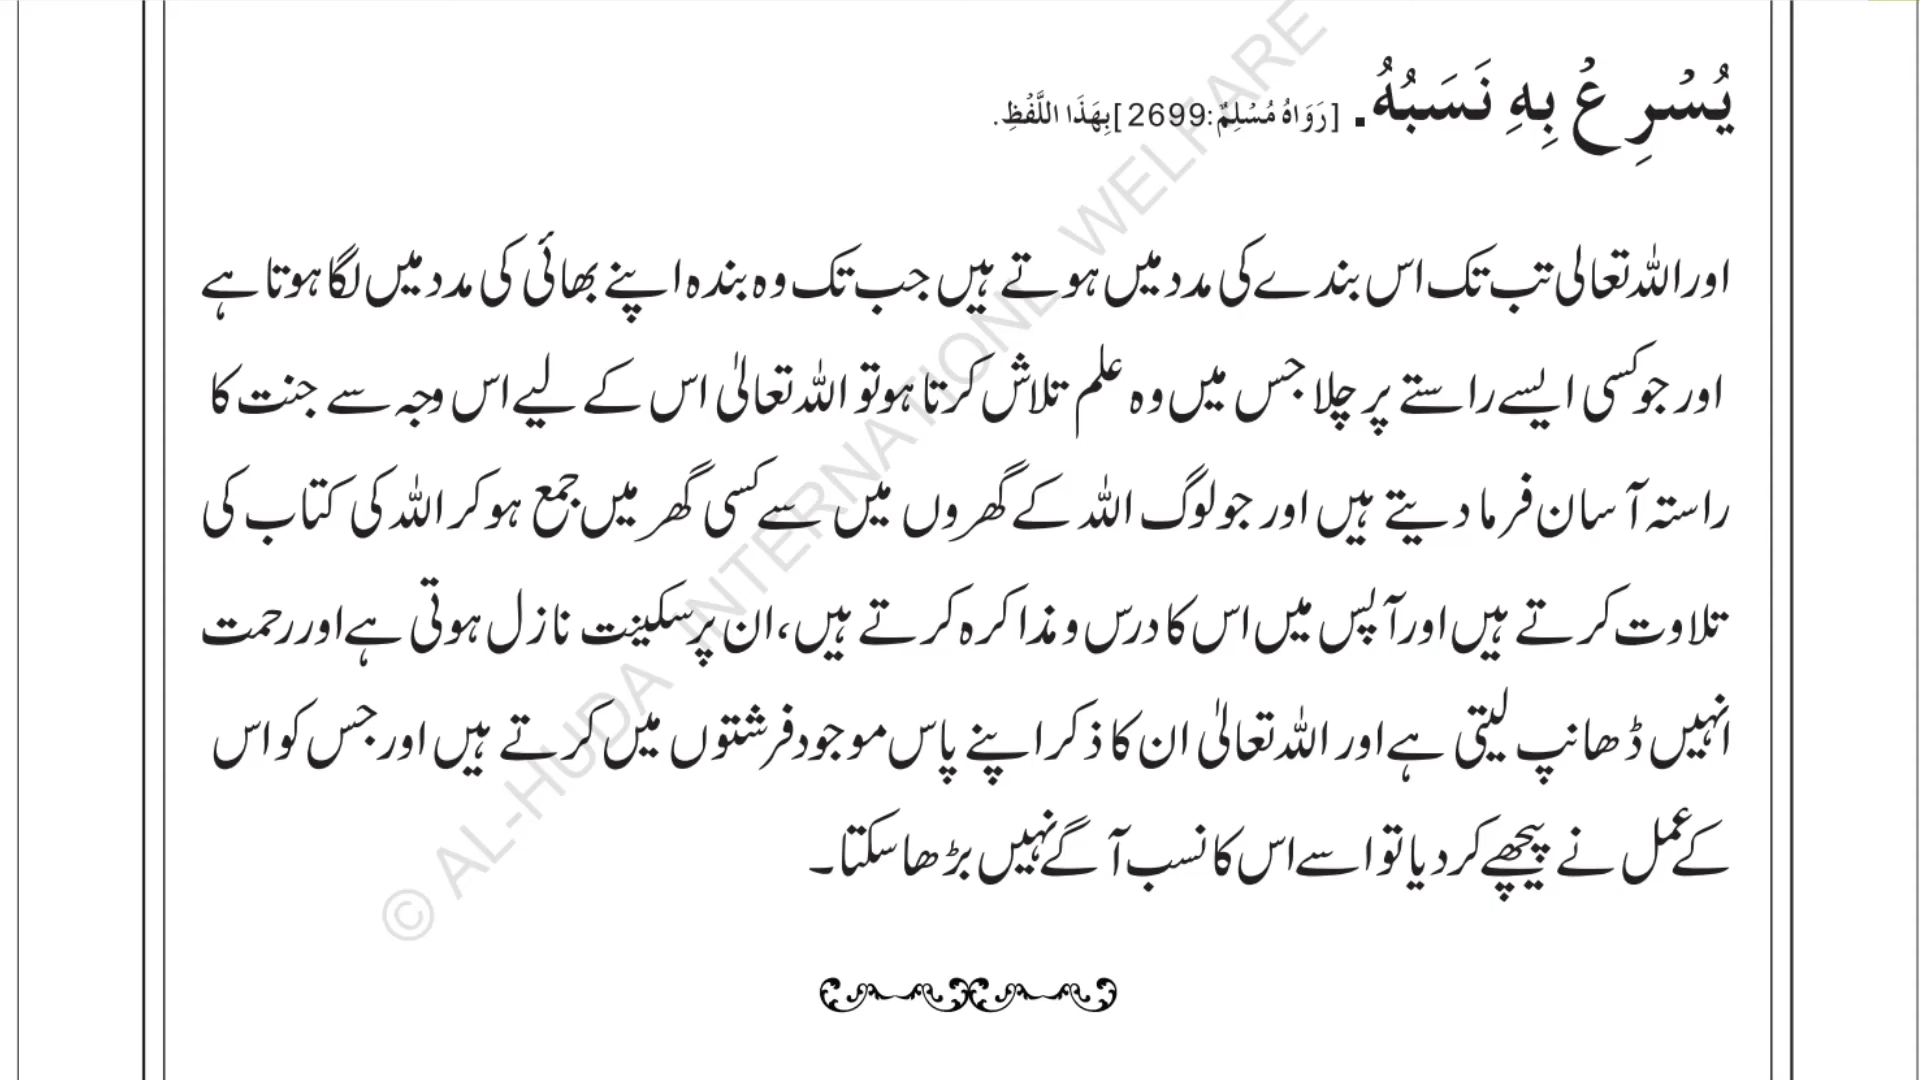 يُسْرِعْ بِهِ نَسَبُهُ. [رَوَاهُ مُسْلِمٌ:2699]بِهَذَا اللَّفْظِ.
اور اللہ تعالی تب تک اس بندے کی مدد میں ہوتے ہیں جب تک وہ بندہ اپنے بھائی کی مدد میں لگا ہوتا ہے
اور جو کسی ایسے راستے پر چلا جس میں وہ علم تلاش کرتا ہو تو اللہ تعالیٰ اس کے لیے اس وجہ سے جنت کا
راستہ آسان فرما دیتے ہیں اور جو لوگ اللہ کے گھروں میں سے کسی گھر میں جمع ہو کر اللہ کی کتاب کی
تلاوت کرتے ہیں اور آپس میں اس کا درس و مذاکرہ کرتے ہیں، ان پر سکینت نازل ہوتی ہے اور رحمت
انہیں ڈھانپ لیتی ہے اور اللہ تعالیٰ ان کا ذکر اپنے پاس موجود فرشتوں میں کرتے ہیں اور جس کو اس
کے عمل نے پیچھے کر دیا تو اسے اس کا نسب آگے نہیں بڑھا سکتا۔
© AL-HUDA INTERNATIONL WELFARE